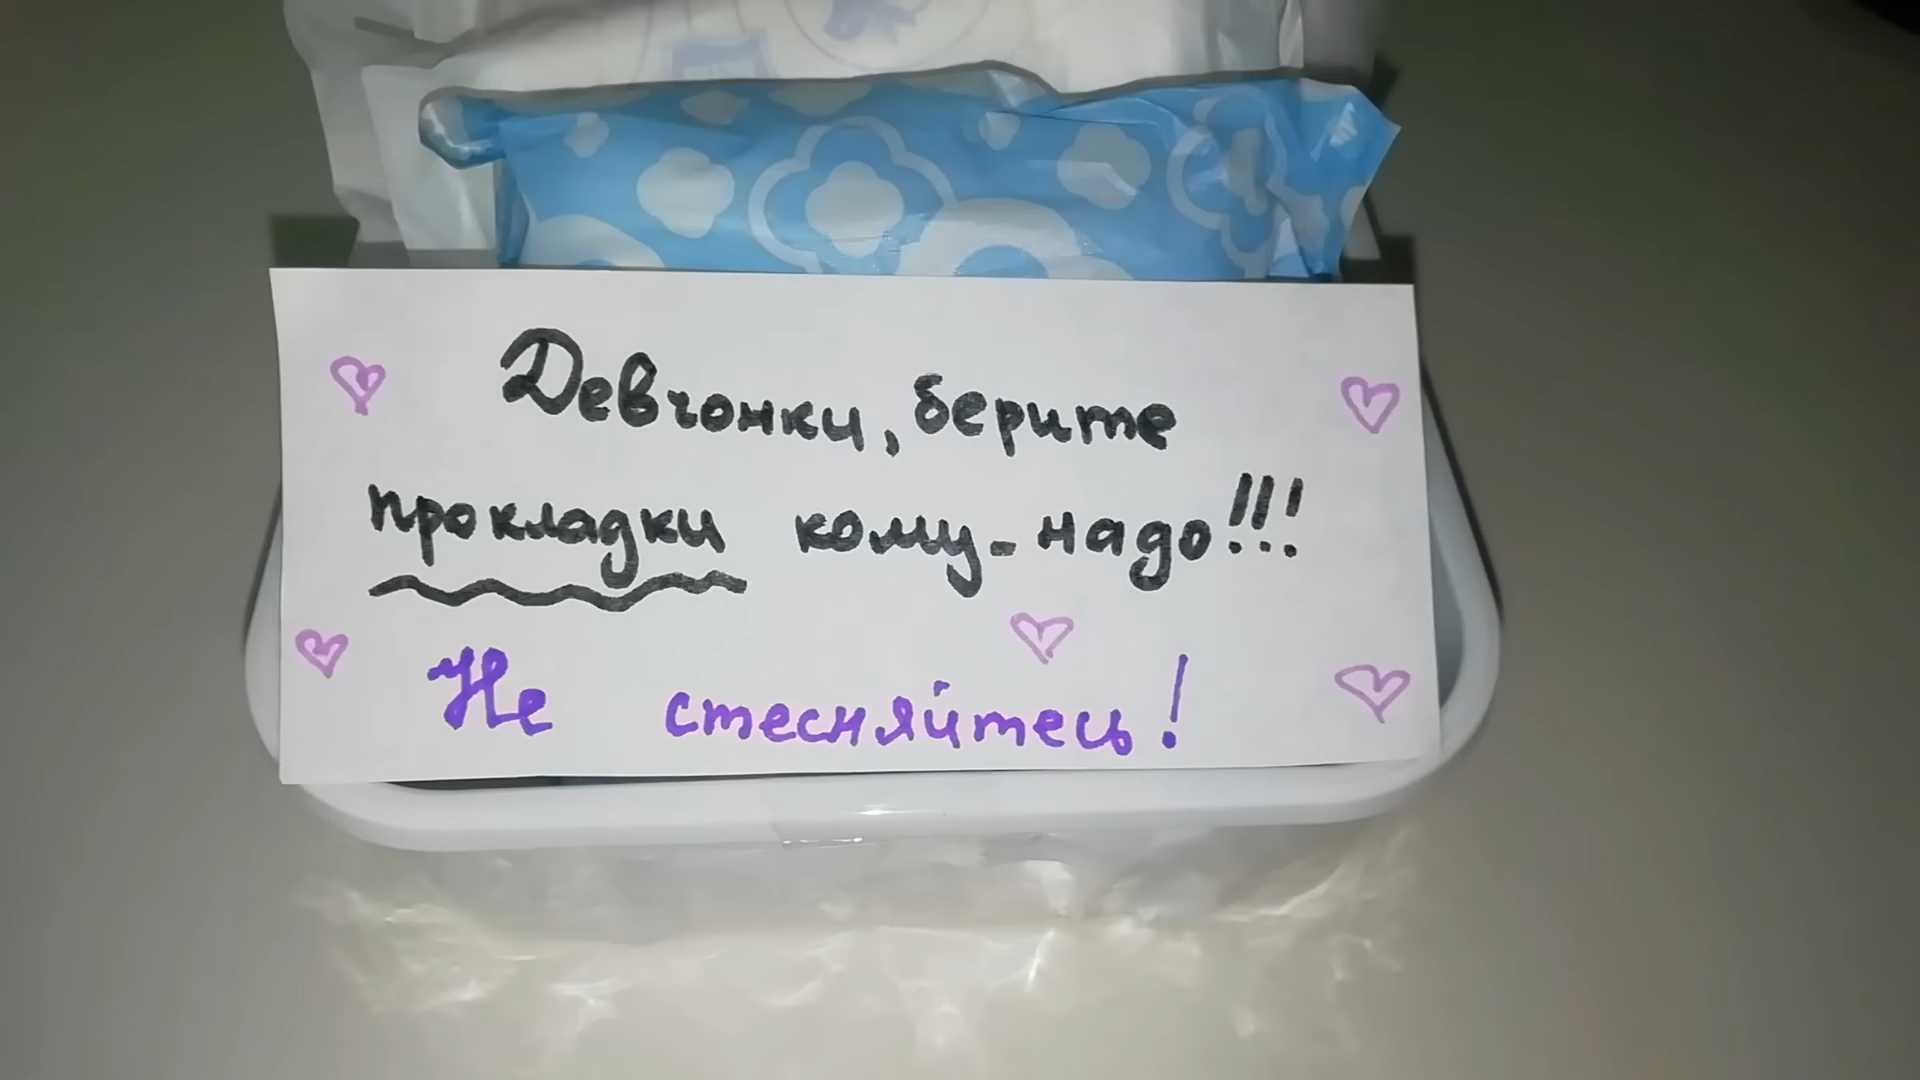 Девчонки, берите
прокладки кому-надо!!!
Не стесняйтесь!